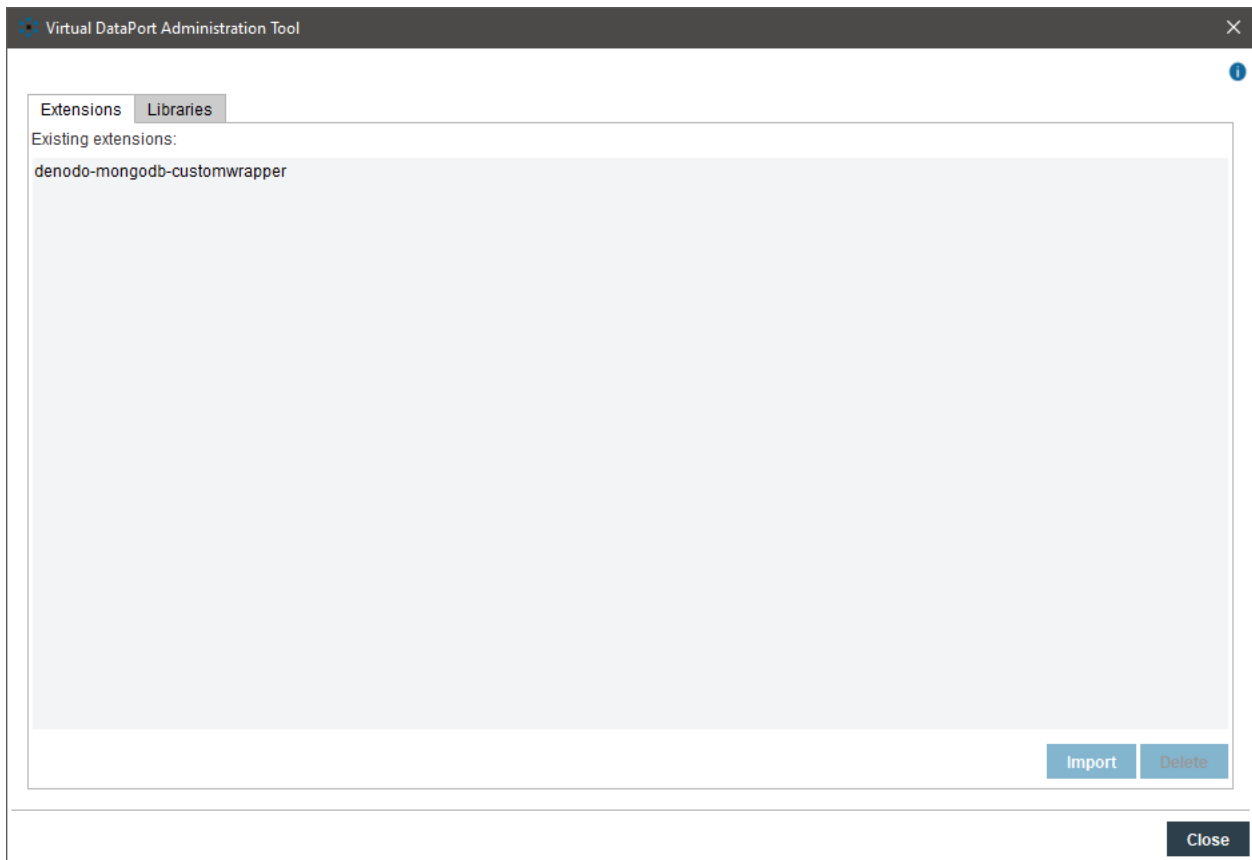 Virtual DataPort Administration Tool
Extensions Libraries
Existing extensions:
denodo-mongodb-customwrapper
Import Delete
Close